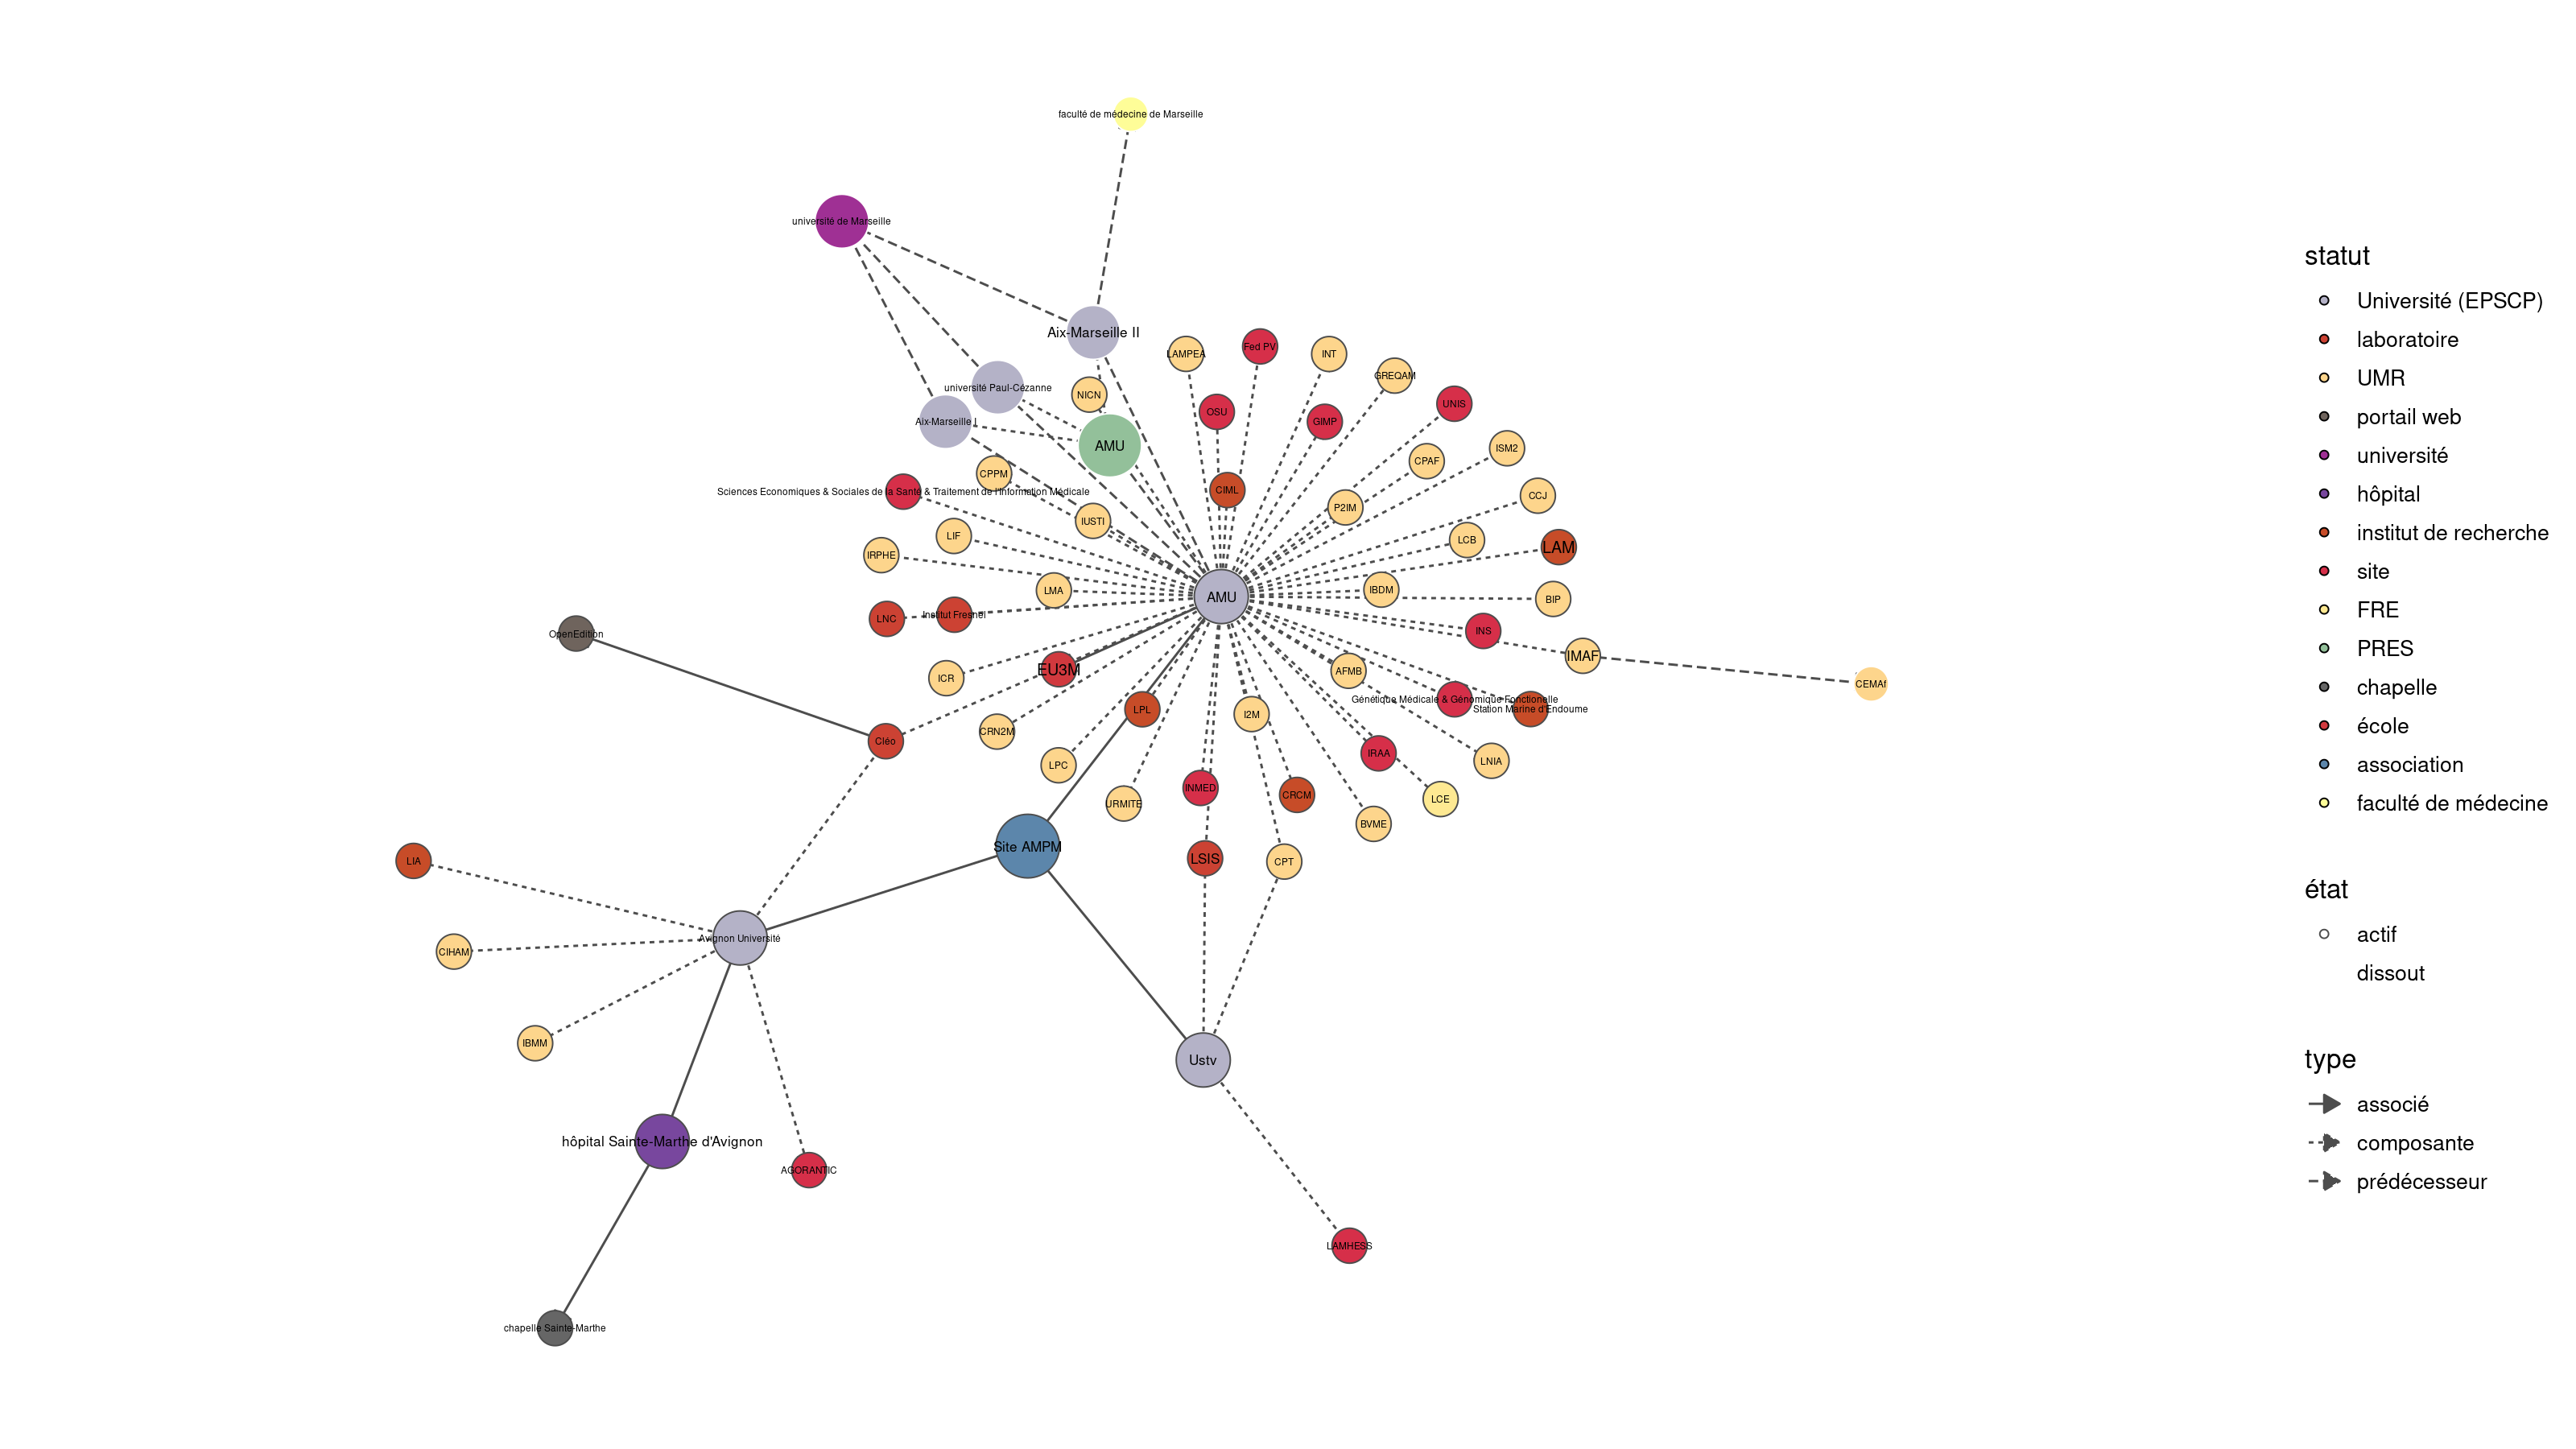 faculté de médecine de Marseille
université de Marseille
Aix-Marseille II
LAMPEA
Fed PV
INT
GREQAM
université Paul-Cézanne
NICN
UNIS
OSU
GIMP
Aix-Marseille I
AMU
ISM2
CPAF
CPPM
Sciences Economiques & Sociales de la Santé & Traitement de l'Information Médicale
CIML
CCJ
P2IM
IUSTI
LIF
LCB
LAM
IRPHE
LMA
IBDM
AMU
BIP
LNC
Institut Fresnel
INS
OpenEdition
IMAF
EU3M
AFMB
ICR
CEMAf
Génétique Médicale & Génomique Fonctionelle
Station Marine d'Endoume
LPL
I2M
CRN2M
Cléo
IRAA
LNIA
LPC
INMED
CRCM
LCE
URMITE
BVME
Site AMPM
LSIS
CPT
LIA
Avignon Université
CIHAM
IBMM
Ustv
hôpital Sainte-Marthe d'Avignon
AGORANTIC
LAMHESS
chapelle Sainte-Marthe
statut
Université (EPSCP)
laboratoire
UMR
portail web
université
hôpital
institut de recherche
site
FRE
PRES
chapelle
école
association
faculté de médecine
état
actif
dissout
type
associé
composante
prédécesseur